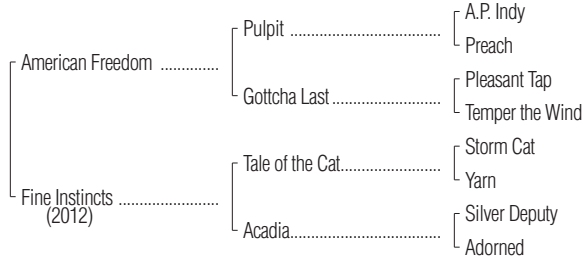 A.P. Indy
Pulpit ........................................
Preach
American Freedom ..............
Pleasant Tap
Gottcha Last.............................
Temper the Wind
Storm Cat
Tale of the Cat..........................
Yarn
Fine Instincts ........................
(2012)
Silver Deputy
Acadia........................................
Adorned